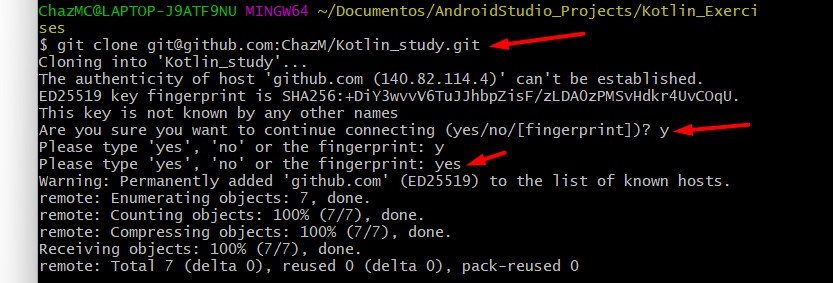 ChazMC@LAPTOP-J9ATF9NU MINGW64 ~/Documentos/AndroidStudio_Projects/Kotlin_Exerci
ses
$ git clone git@github.com:ChazM/Kotlin_study.git
Cloning into 'Kotlin_study'...
The authenticity of host 'github.com (140.82.114.4)' can't be established.
ED25519 key fingerprint is SHA256:+DiY3wvvV6TuJJhbpZisF/zLDA0zPMSvHdkr4UvCOqU.
This key is not known by any other names
Are you sure you want to continue connecting (yes/no/[fingerprint])? y
Please type 'yes', 'no' or the fingerprint: y
Please type 'yes', 'no' or the fingerprint: yes
Warning: Permanently added 'github.com' (ED25519) to the list of known hosts.
remote: Enumerating objects: 7, done.
remote: Counting objects: 100% (7/7), done.
remote: Compressing objects: 100% (7/7), done.
Receiving objects: 100% (7/7), done.
remote: Total 7 (delta 0), reused 0 (delta 0), pack-reused 0